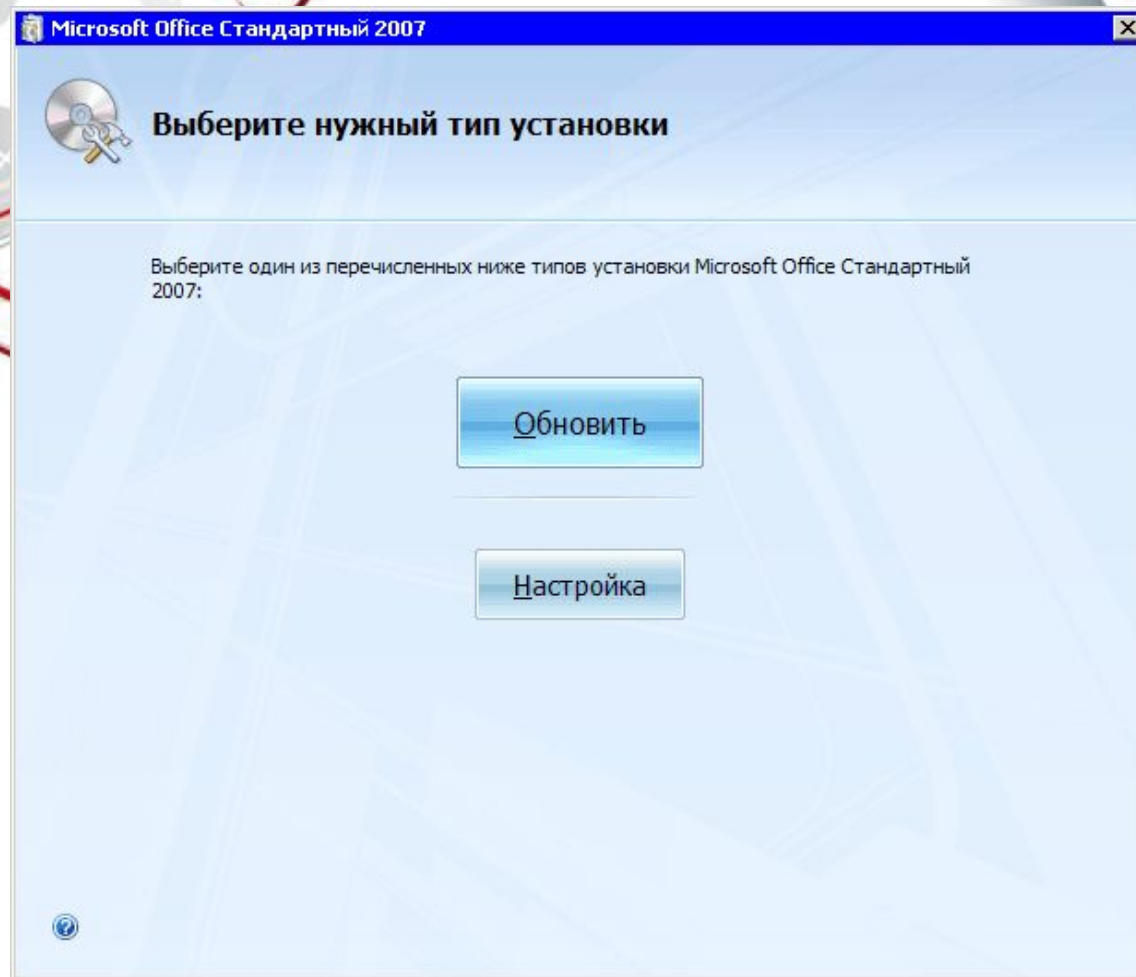 Microsoft Office Стандартный 2007
Выберите нужный тип установки
Выберите один из перечисленных ниже типов установки Microsoft Office Стандартный
2007:
Обновить
Настройка